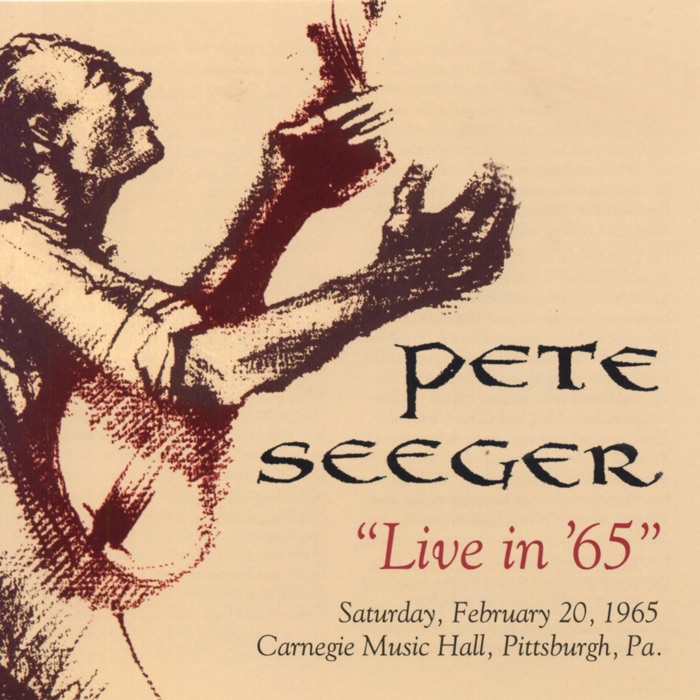 PETE
SEEGER
“Live in ’65”
Saturday, February 20, 1965
Carnegie Music Hall, Pittsburgh, Pa.